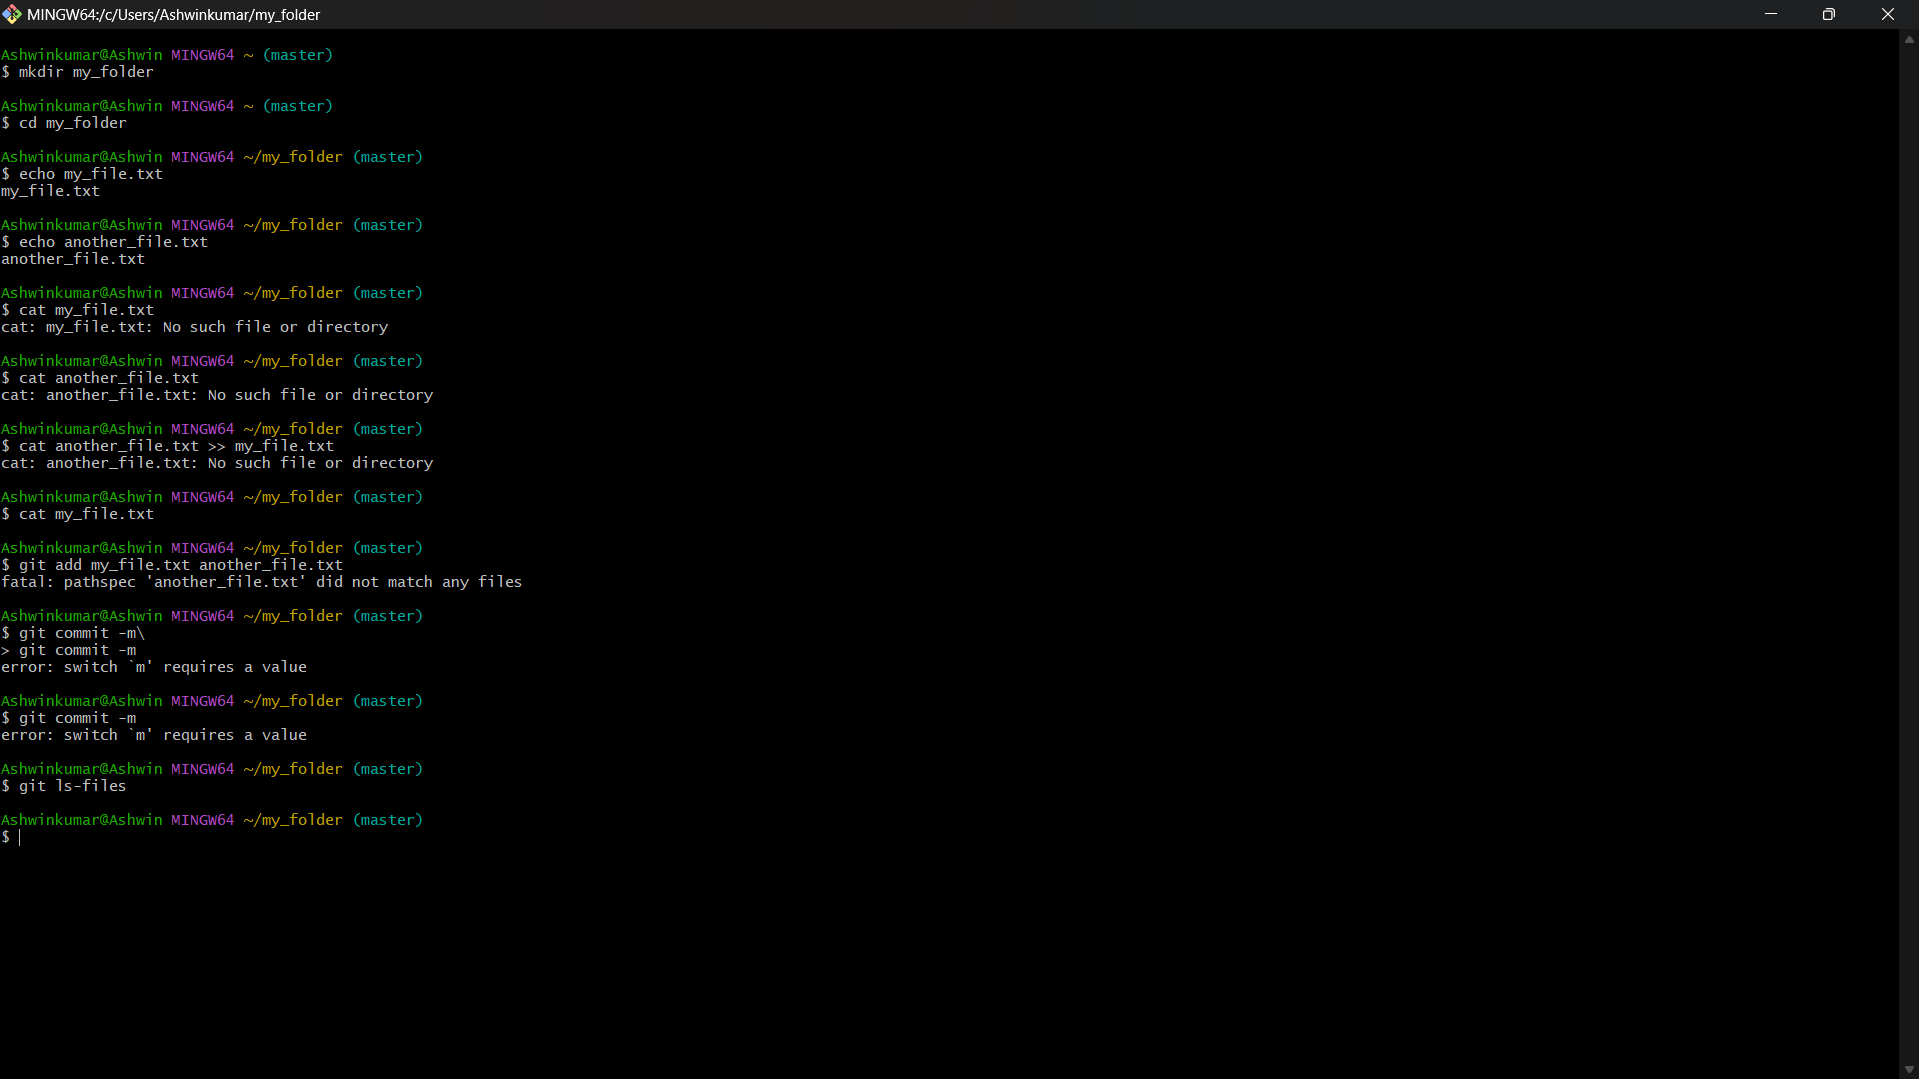 MINGW64:/c/Users/Ashwinkumar/my_folder
Ashwinkumar@Ashwin MINGW64 ~ (master)
$ mkdir my_folder
Ashwinkumar@Ashwin MINGW64 ~ (master)
$ cd my_folder
Ashwinkumar@Ashwin MINGW64 ~/my_folder (master)
$ echo my_file.txt
my_file.txt
Ashwinkumar@Ashwin MINGW64 ~/my_folder (master)
$ echo another_file.txt
another_file.txt
Ashwinkumar@Ashwin MINGW64 ~/my_folder (master)
$ cat my_file.txt
cat: my_file.txt: No such file or directory
Ashwinkumar@Ashwin MINGW64 ~/my_folder (master)
$ cat another_file.txt
cat: another_file.txt: No such file or directory
Ashwinkumar@Ashwin MINGW64 ~/my_folder (master)
$ cat another_file.txt >> my_file.txt
cat: another_file.txt: No such file or directory
Ashwinkumar@Ashwin MINGW64 ~/my_folder (master)
$ cat my_file.txt
Ashwinkumar@Ashwin MINGW64 ~/my_folder (master)
$ git add my_file.txt another_file.txt
fatal: pathspec 'another_file.txt' did not match any files
Ashwinkumar@Ashwin MINGW64 ~/my_folder (master)
$ git commit -m\
> git commit -m
error: switch `m' requires a value
Ashwinkumar@Ashwin MINGW64 ~/my_folder (master)
$ git commit -m
error: switch `m' requires a value
Ashwinkumar@Ashwin MINGW64 ~/my_folder (master)
$ git ls-files
Ashwinkumar@Ashwin MINGW64 ~/my_folder (master)
$